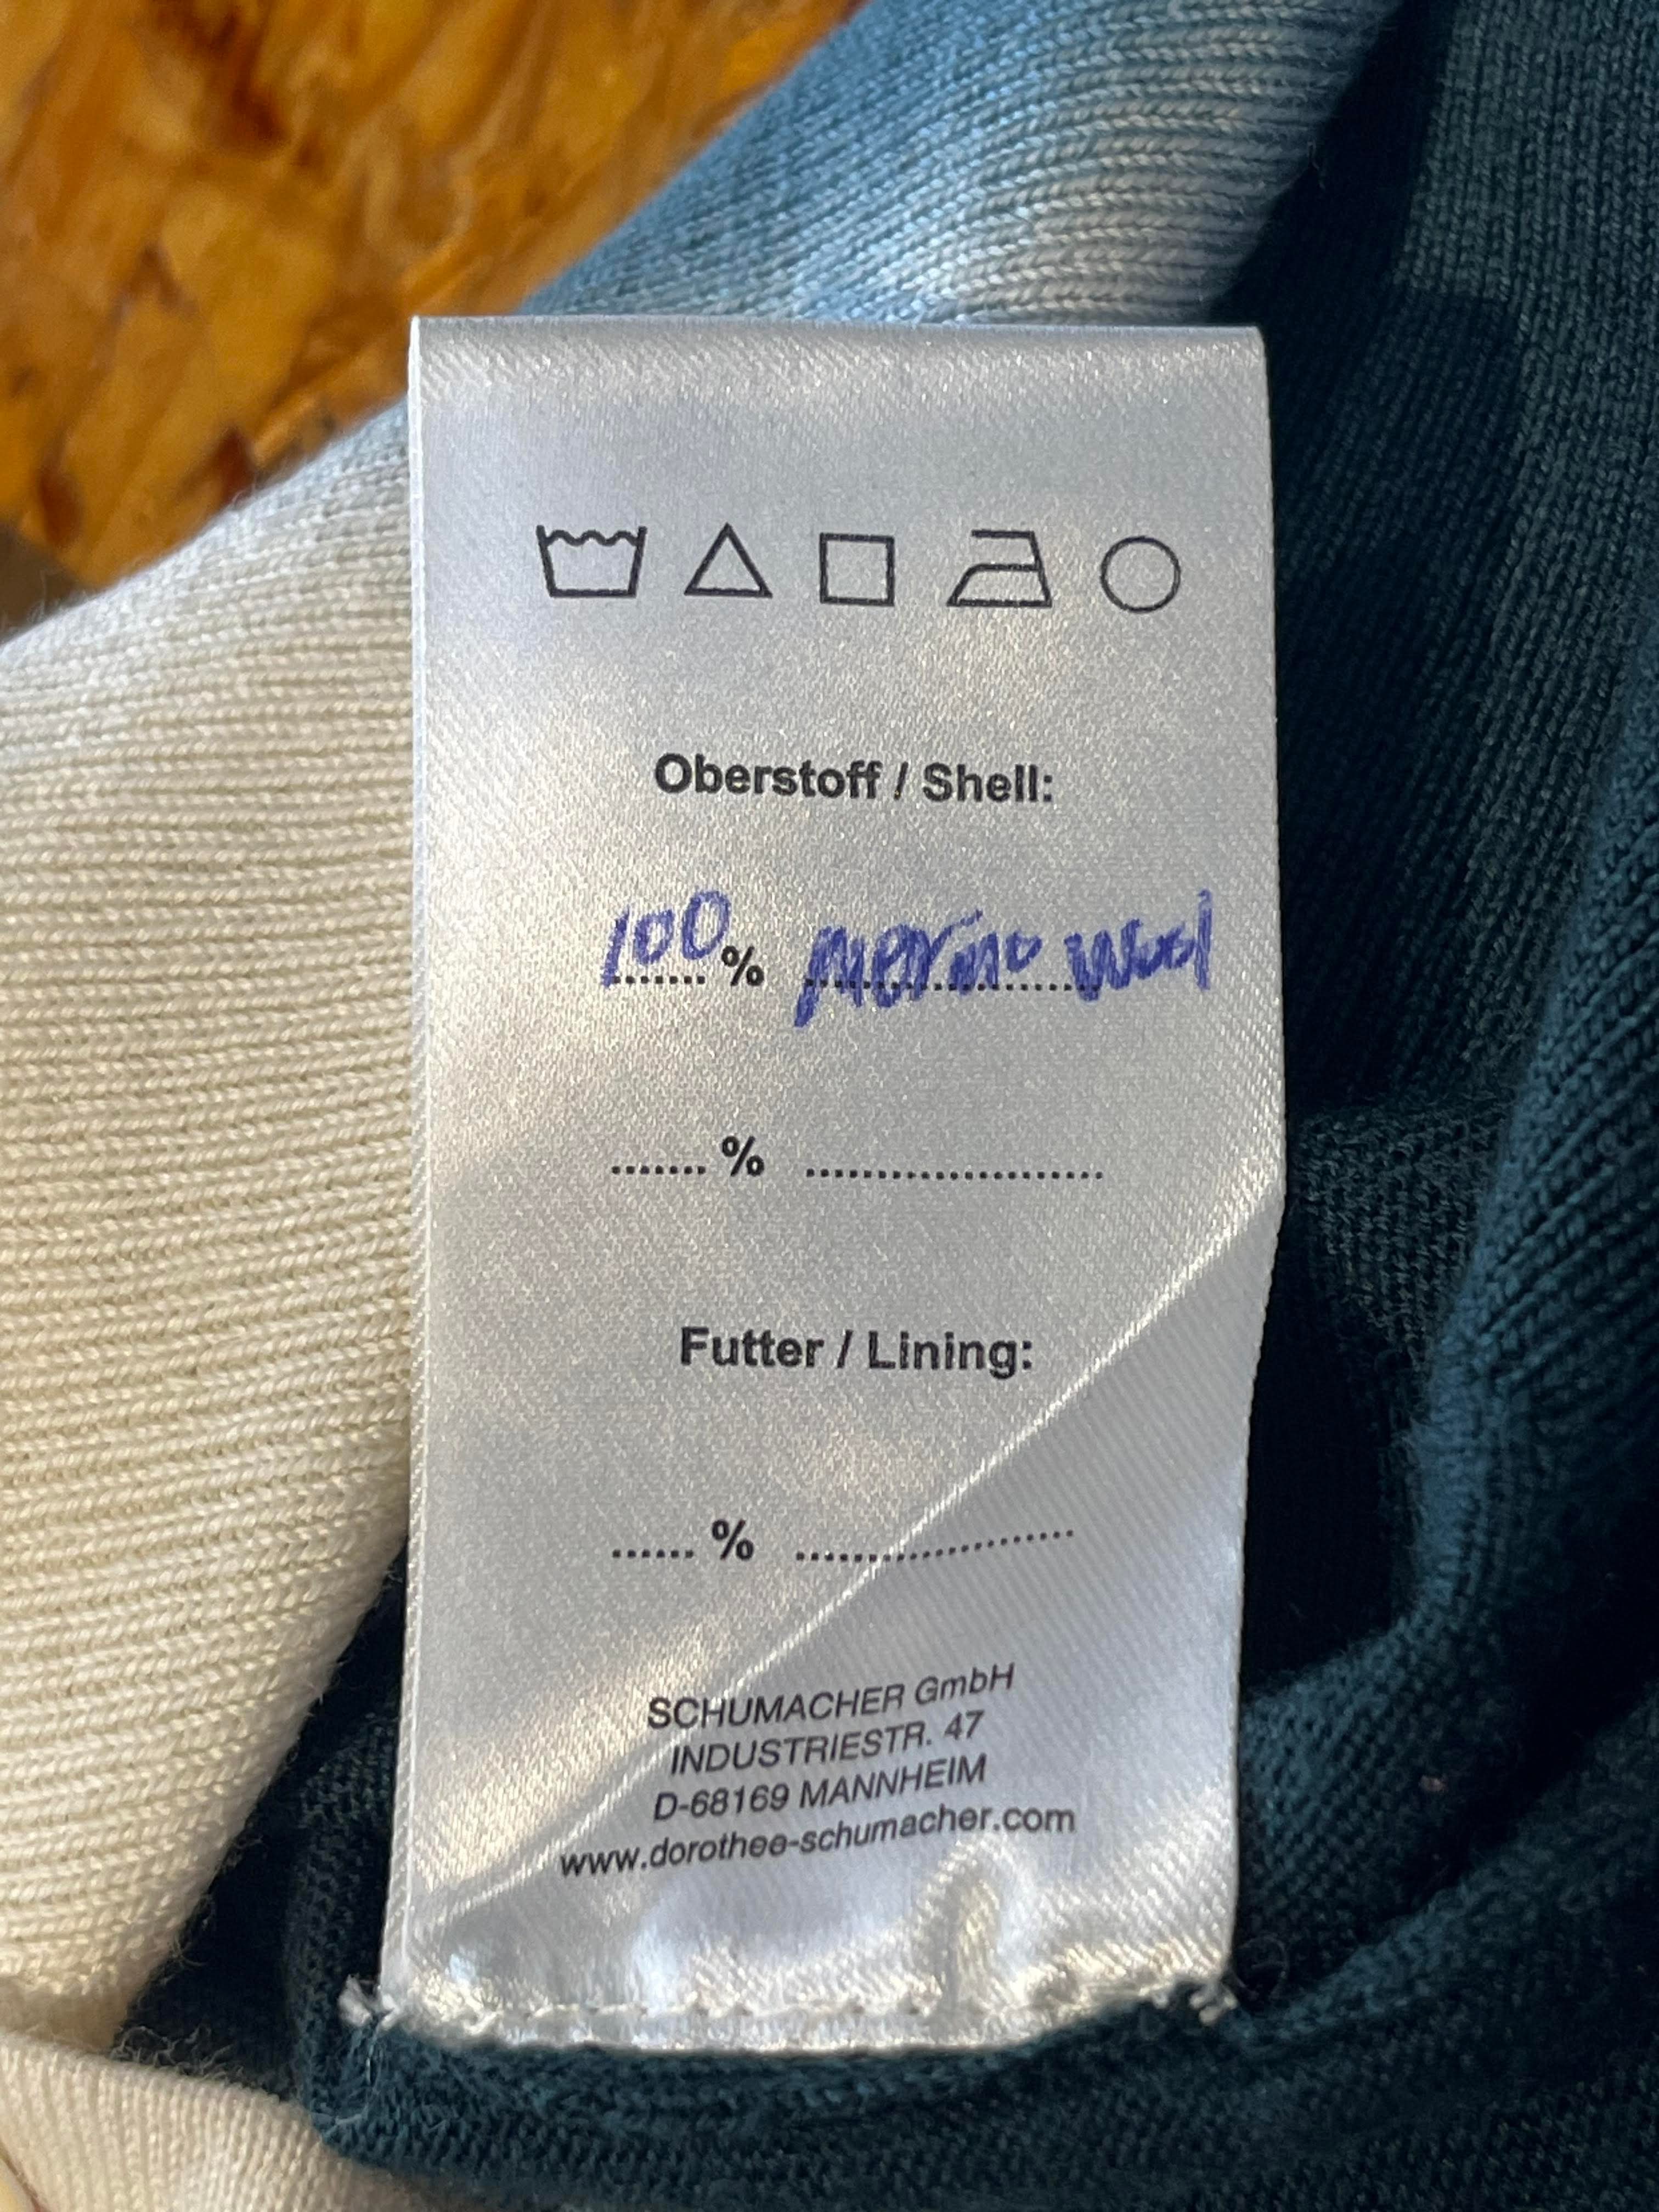 Oberstoff / Shell:
100 % merino wool
....... % ......................
Futter / Lining:
...... % ......................
SCHUMACHER GmbH
INDUSTRIESTR. 47
D-68169 MANNHEIM
www.dorothee-schumacher.com